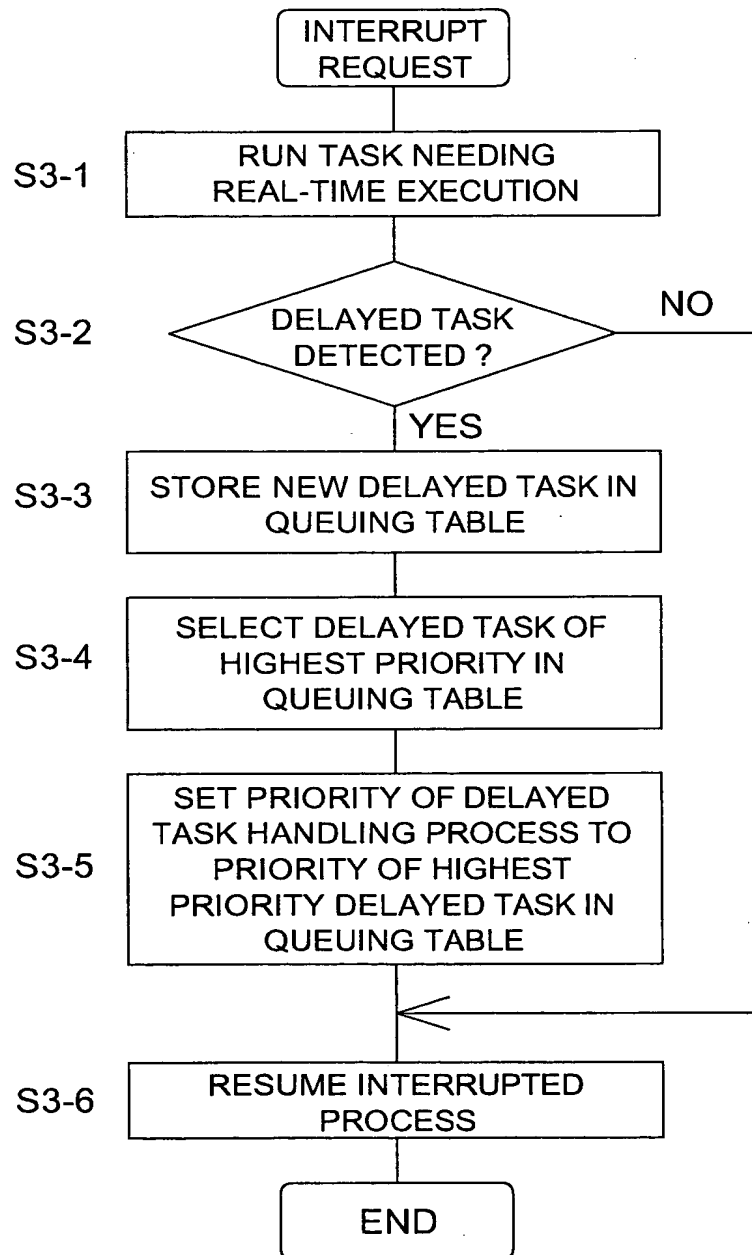 INTERRUPT
REQUEST
S3-1
RUN TASK NEEDING
REAL-TIME EXECUTION
S3-2
DELAYED TASK
DETECTED ?
NO
YES
S3-3
STORE NEW DELAYED TASK IN
QUEUING TABLE
S3-4
SELECT DELAYED TASK OF
HIGHEST PRIORITY IN
QUEUING TABLE
S3-5
SET PRIORITY OF DELAYED
TASK HANDLING PROCESS TO
PRIORITY OF HIGHEST
PRIORITY DELAYED TASK IN
QUEUING TABLE
S3-6
RESUME INTERRUPTED
PROCESS
END